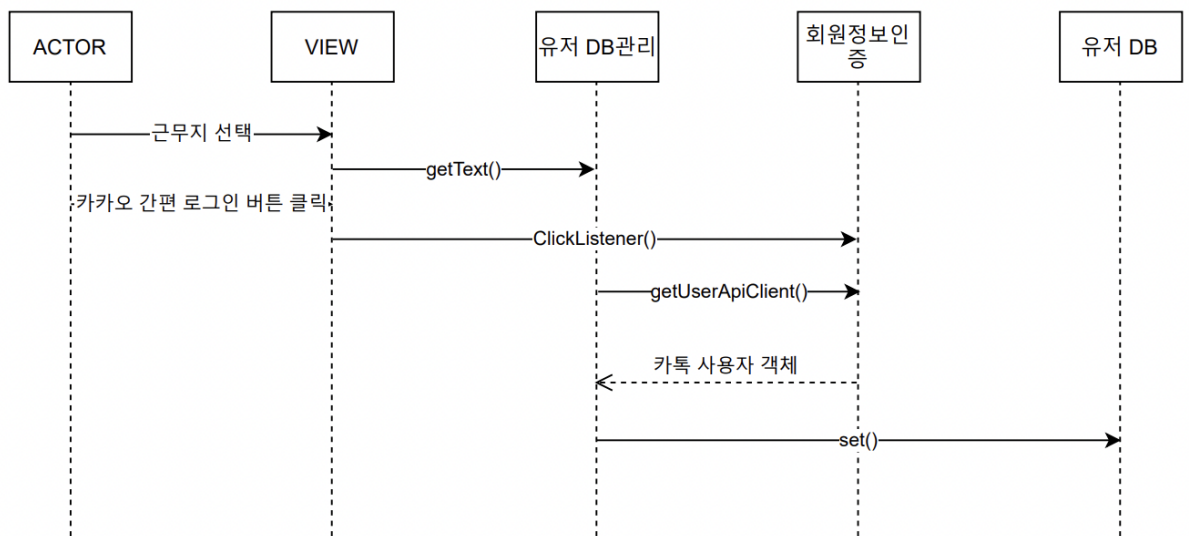 ACTOR
VIEW
유저 DB관리
회원정보인
증
유저 DB
근무지 선택
getText()
카카오 간편 로그인 버튼 클릭
ClickListener()
getUserApiClient()
카톡 사용자 객체
set()